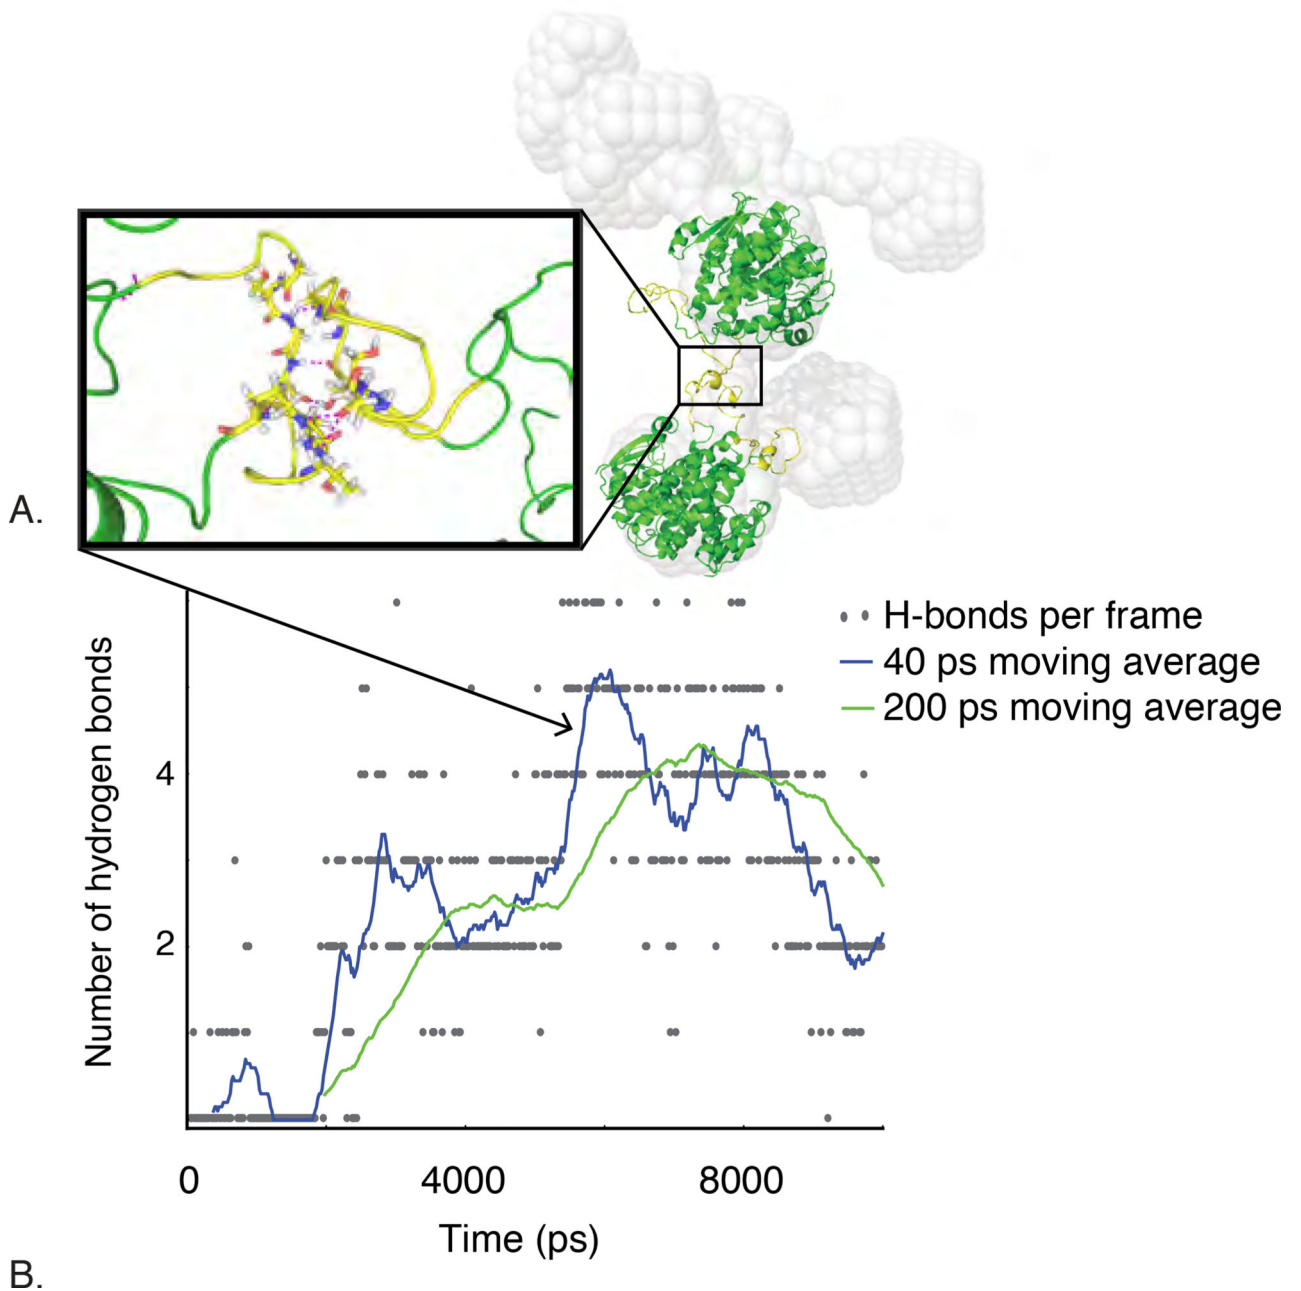 A.
H-bonds per frame
40 ps moving average
200 ps moving average
Number of hydrogen bonds
4
2
0 4000 8000
Time (ps)
B.